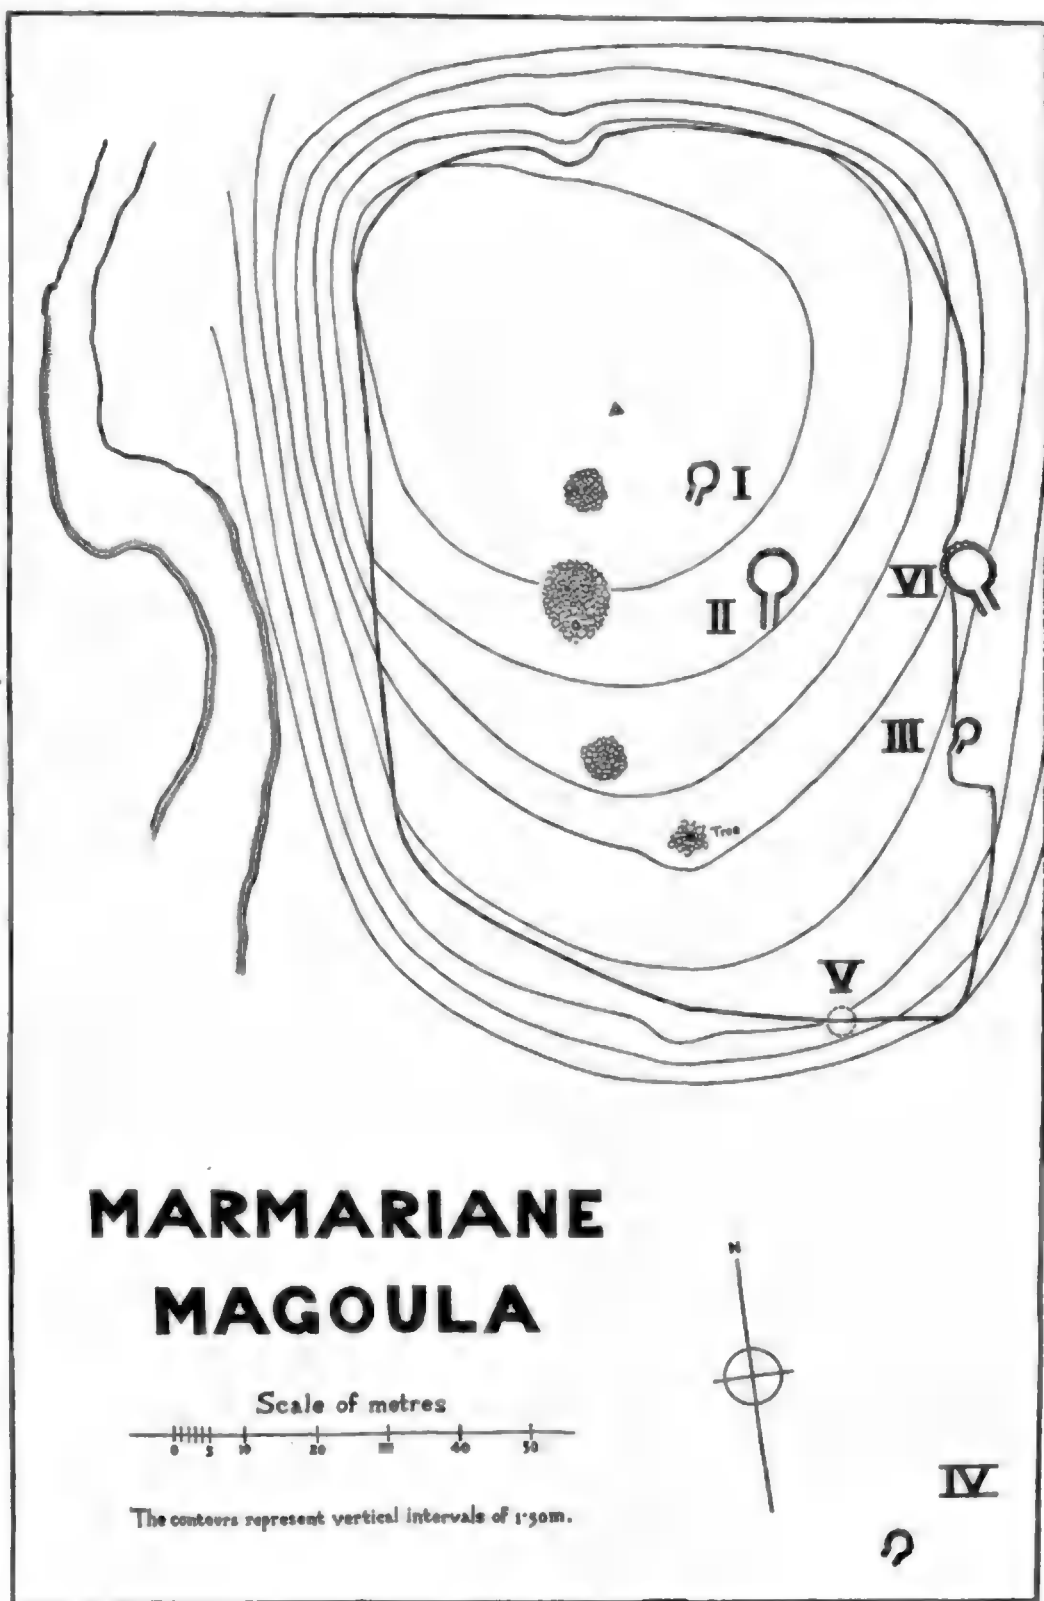 I
II
VI
III
Tree
V
MARMARIANE
MAGOULA
Scale of metres
0 5 10 20 40 50
The contours represent vertical intervals of 1·50m.
N
IV